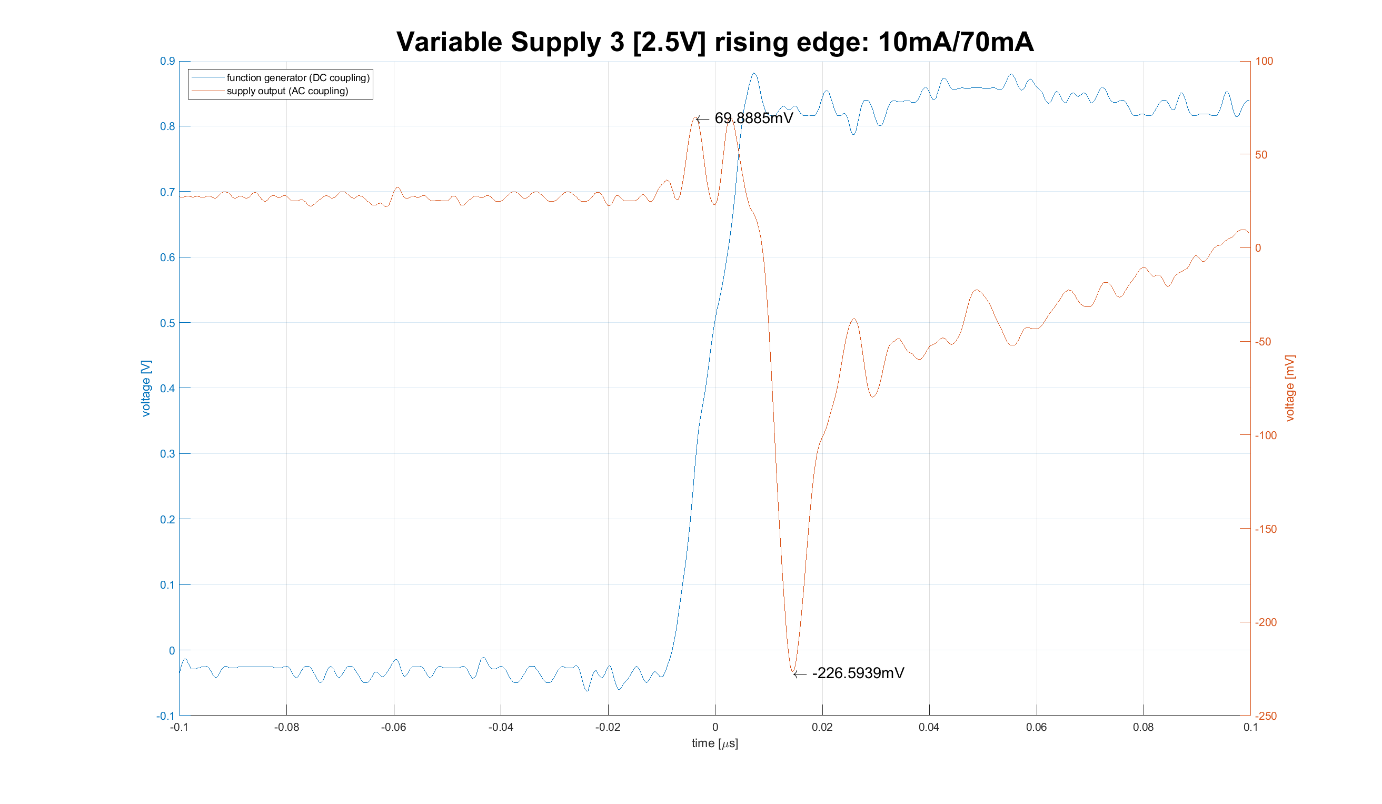 Variable Supply 3 [2.5V] rising edge: 10mA/70mA
function generator (DC coupling)
supply output (AC coupling)
0.9
0.8
0.7
0.6
0.5
0.4
0.3
0.2
0.1
0
-0.1
voltage [V]
← 69.8885mV
← -226.5939mV
100
50
0
-50
-100
-150
-200
-250
voltage [mV]
-0.1 -0.08 -0.06 -0.04 -0.02 0 0.02 0.04 0.06 0.08 0.1
time [μs]